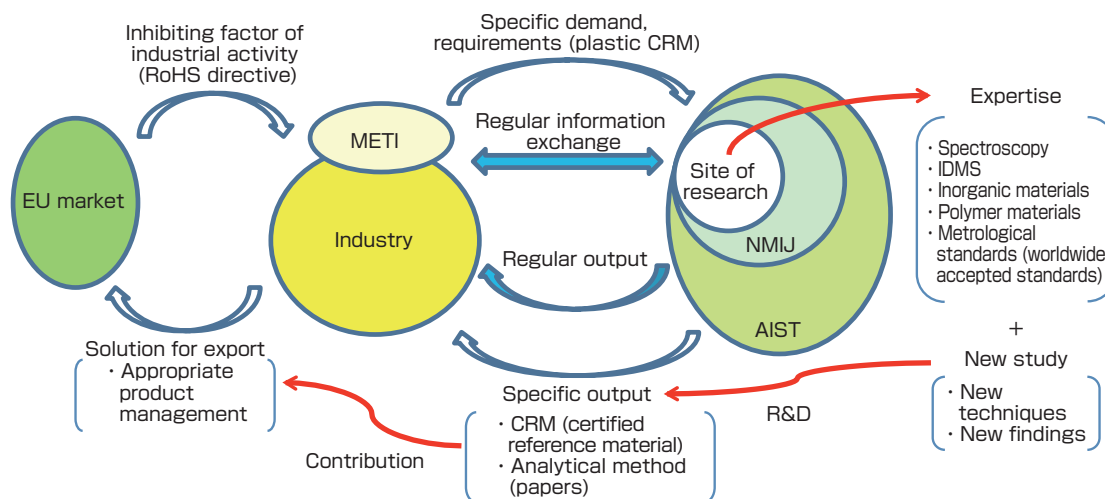 Inhibiting factor of
industrial activity
(RoHS directive)
Specific demand,
requirements (plastic CRM)
Expertise
・Spectroscopy
・IDMS
・Inorganic materials
・Polymer materials
・Metrological
standards (worldwide
accepted standards)
METI
Regular information
exchange
Site of
research
EU market
Industry
NMIJ
Regular output
AIST
+
Solution for export
・Appropriate
product
management
New study
・New
techniques
・New findings
Specific output
・CRM (certified
reference material)
・Analytical method
(papers)
R&D
Contribution